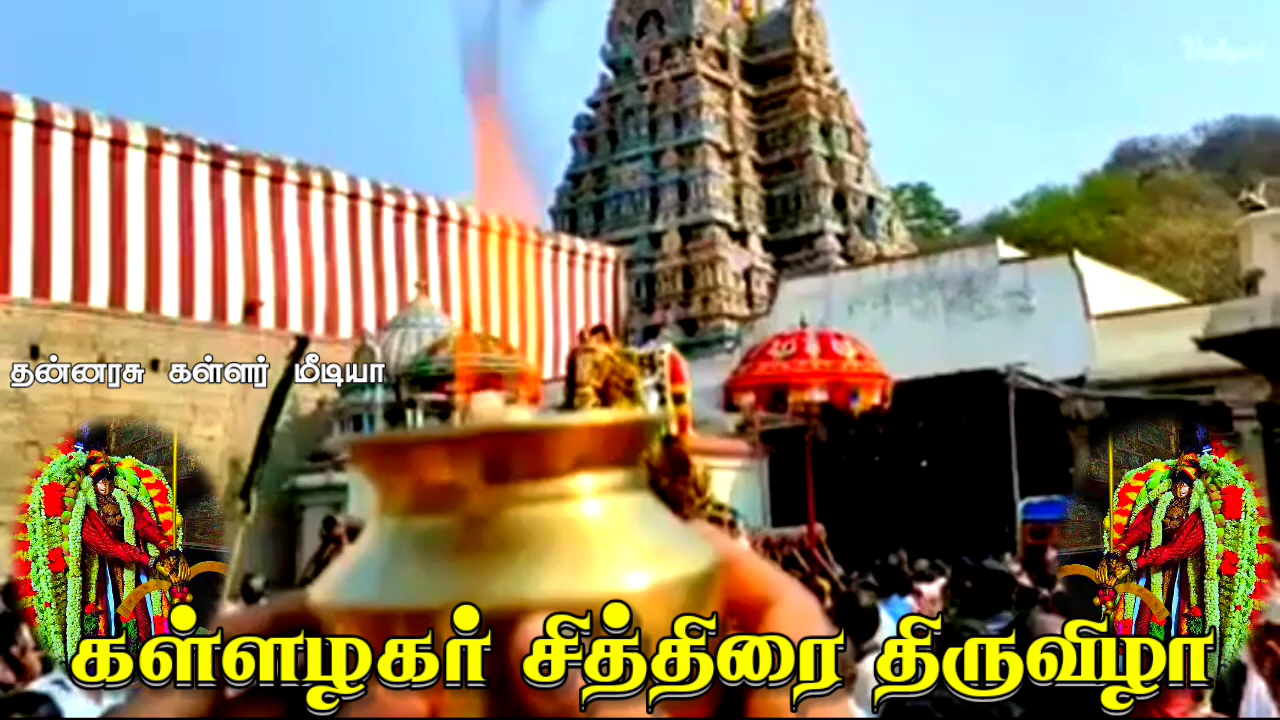 தன்னரசு கள்ளர் மீடியா
கள்ளழகர் சித்திரை திருவிழா